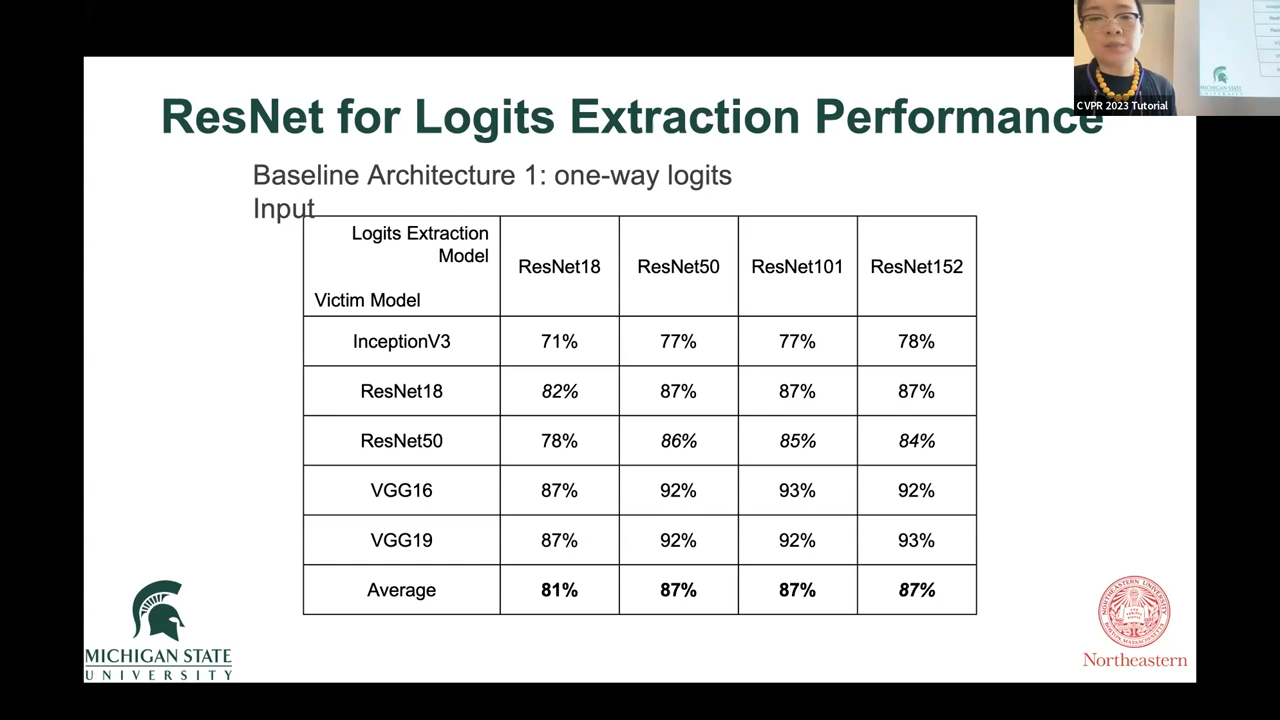 ResNet for Logits Extraction Performance
CVPR 2023 Tutorial
Baseline Architecture 1: one-way logits
Input
Logits Extraction
Model
Victim Model
ResNet18 ResNet50 ResNet101 ResNet152
InceptionV3 71% 77% 77% 78%
ResNet18 82% 87% 87% 87%
ResNet50 78% 86% 85% 84%
VGG16 87% 92% 93% 92%
VGG19 87% 92% 92% 93%
Average 81% 87% 87% 87%
MICHIGAN STATE
UNIVERSITY
Northeastern